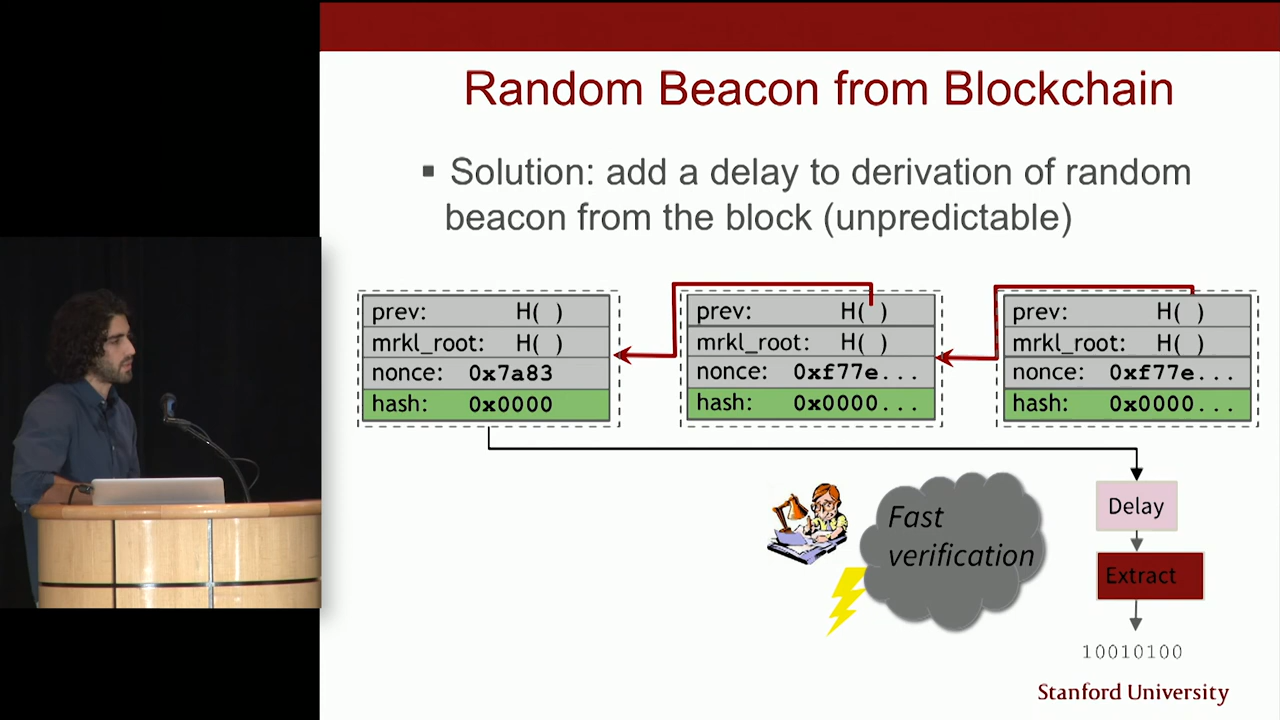 Random Beacon from Blockchain
▪ Solution: add a delay to derivation of random
beacon from the block (unpredictable)
prev: H( )
mrkl_root: H( )
nonce: 0x7a83
hash: 0x0000
prev: H( )
mrkl_root: H( )
nonce: 0xf77e...
hash: 0x0000...
prev: H( )
mrkl_root: H( )
nonce: 0xf77e...
hash: 0x0000...
Fast
verification
Delay
Extract
10010100
Stanford University